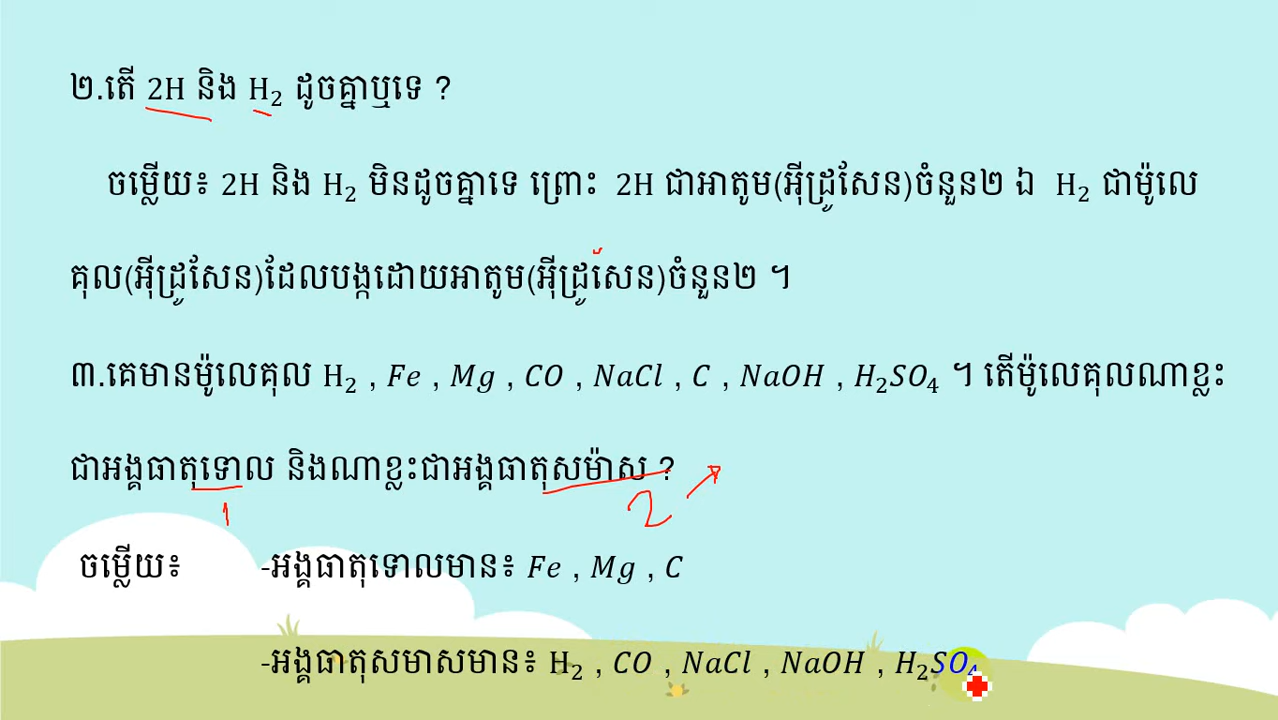 ២.តើ 2H និង H₂ ដូចគ្នាឬទេ ?
ចម្លើយ៖ 2H និង H₂ មិនដូចគ្នាទេ ព្រោះ 2H ជាអាតូម(អ៊ីដ្រូសែន)ចំនួន២ ឯ H₂ ជាម៉ូលេ
គុល(អ៊ីដ្រូសែន)ដែលបង្កដោយអាតូម(អ៊ីដ្រូសែន)ចំនួន២ ។
៣.គេមានម៉ូលេគុល H₂ , Fe , Mg , CO , NaCl , C , NaOH , H₂SO₄ ។ តើម៉ូលេគុលណាខ្លះ
ជាអង្គធាតុទោល និងណាខ្លះជាអង្គធាតុសម៉ាស ?
1 2
ចម្លើយ៖ -អង្គធាតុទោលមាន៖ Fe , Mg , C
-អង្គធាតុសមាសមាន៖ H₂ , CO , NaCl , NaOH , H₂SO₄